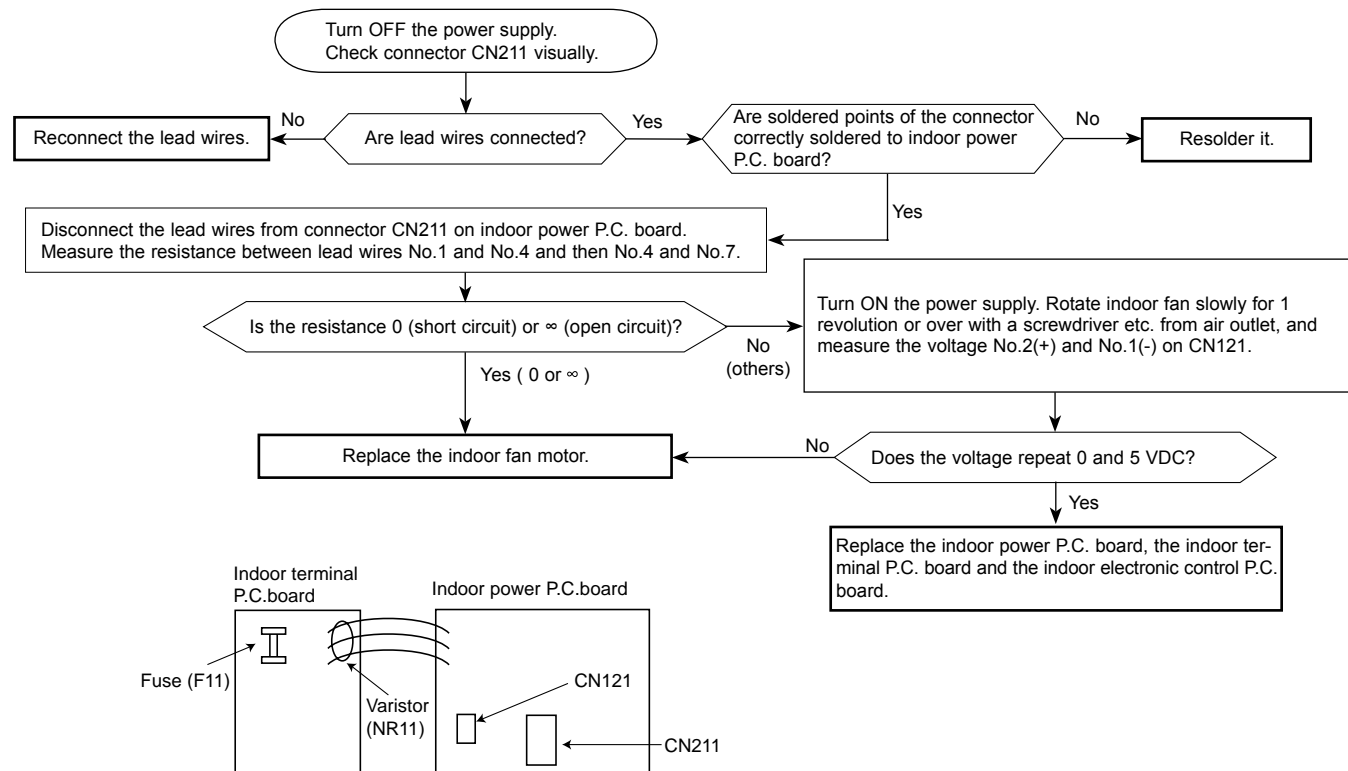 Turn OFF the power supply.
Check connector CN211 visually.
No
Reconnect the lead wires.
Are lead wires connected?
Yes
Are soldered points of the connector
correctly soldered to indoor power
P.C. board?
No
Resolder it.
Yes
Disconnect the lead wires from connector CN211 on indoor power P.C. board.
Measure the resistance between lead wires No.1 and No.4 and then No.4 and No.7.
Is the resistance 0 (short circuit) or ∞ (open circuit)?
No
(others)
Turn ON the power supply. Rotate indoor fan slowly for 1
revolution or over with a screwdriver etc. from air outlet, and
measure the voltage No.2(+) and No.1(-) on CN121.
Yes ( 0 or ∞ )
Replace the indoor fan motor.
No
Does the voltage repeat 0 and 5 VDC?
Yes
Replace the indoor power P.C. board, the indoor ter-
minal P.C. board and the indoor electronic control P.C.
board.
Indoor terminal
P.C.board
Indoor power P.C.board
Fuse (F11)
Varistor
(NR11)
CN121
CN211